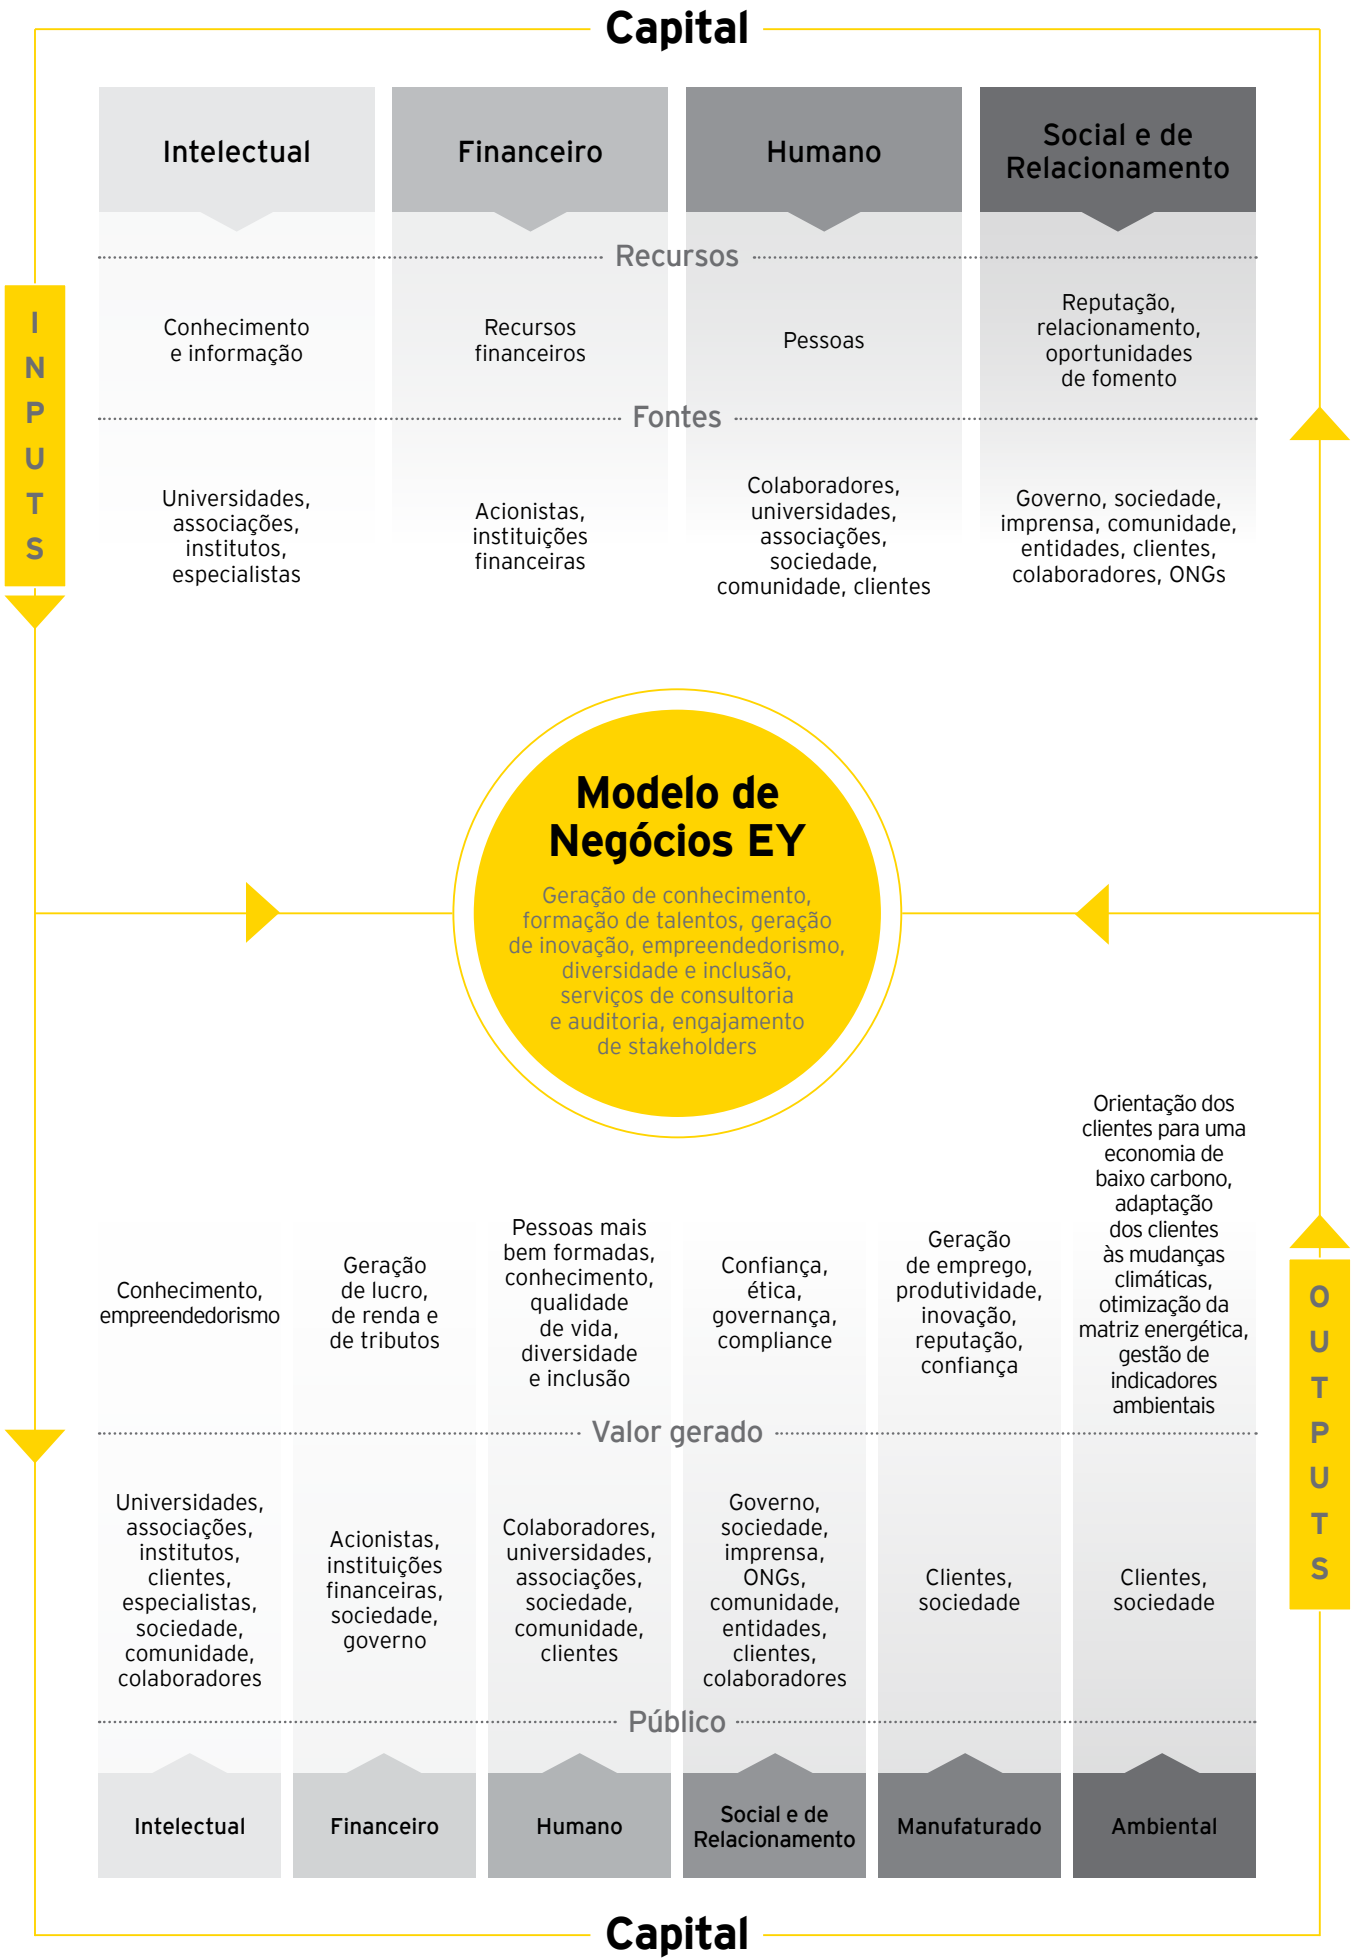 Capital
Intelectual
Financeiro
Humano
Social e de
Relacionamento
Recursos
Conhecimento
e informação
Recursos
financeiros
Pessoas
Reputação,
relacionamento,
oportunidades
de fomento
Fontes
Universidades,
associações,
institutos,
especialistas
Acionistas,
instituições
financeiras
Colaboradores,
universidades,
associações,
sociedade,
comunidade, clientes
Governo, sociedade,
imprensa, comunidade,
entidades, clientes,
colaboradores, ONGs
INPUTS
Modelo de
Negócios EY
Geração de conhecimento,
formação de talentos, geração
de inovação, empreendedorismo,
diversidade e inclusão,
serviços de consultoria
e auditoria, engajamento
de stakeholders
Conhecimento,
empreendedorismo
Geração
de lucro,
de renda e
de tributos
Pessoas mais
bem formadas,
conhecimento,
qualidade
de vida,
diversidade
e inclusão
Confiança,
ética,
governança,
compliance
Geração
de emprego,
produtividade,
inovação,
reputação,
confiança
Orientação dos
clientes para uma
economia de
baixo carbono,
adaptação
dos clientes
às mudanças
climáticas,
otimização da
matriz energética,
gestão de
indicadores
ambientais
OUTPUTS
Valor gerado
Universidades,
associações,
institutos,
clientes,
especialistas,
sociedade,
comunidade,
colaboradores
Acionistas,
instituições
financeiras,
sociedade,
governo
Colaboradores,
universidades,
associações,
sociedade,
comunidade,
clientes
Governo,
sociedade,
imprensa,
ONGs,
comunidade,
entidades,
clientes,
colaboradores
Clientes,
sociedade
Clientes,
sociedade
Público
Intelectual
Financeiro
Humano
Social e de
Relacionamento
Manufaturado
Ambiental
Capital